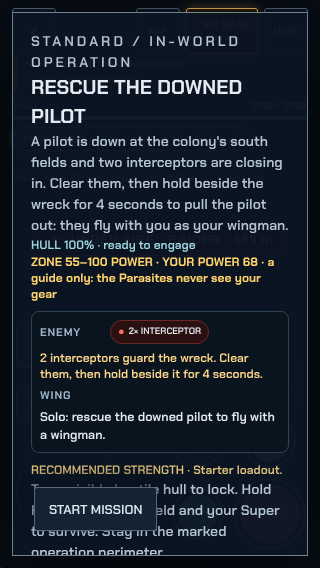 STANDARD / IN-WORLD
OPERATION
RESCUE THE DOWNED
PILOT
A pilot is down at the colony's south
fields and two interceptors are closing
in. Clear them, then hold beside the
wreck for 4 seconds to pull the pilot
out: they fly with you as your wingman.
HULL 100% · ready to engage
ZONE 55–100 POWER · YOUR POWER 68 · a
guide only: the Parasites never see your
gear
ENEMY
2× INTERCEPTOR
2 interceptors guard the wreck. Clear
them, then hold beside it for 4 seconds.
WING
Solo: rescue the downed pilot to fly with
a wingman.
RECOMMENDED STRENGTH · Starter loadout.
hull to lock. Hold
and your Super
START MISSION
to survive. Stay in the marked
operation perimeter